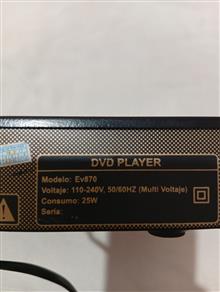 DVD PLAYER
Modelo: Ev870
Voltaje: 110-240V, 50/60HZ (Multi Voltaje)
Consumo: 25W
Seria: